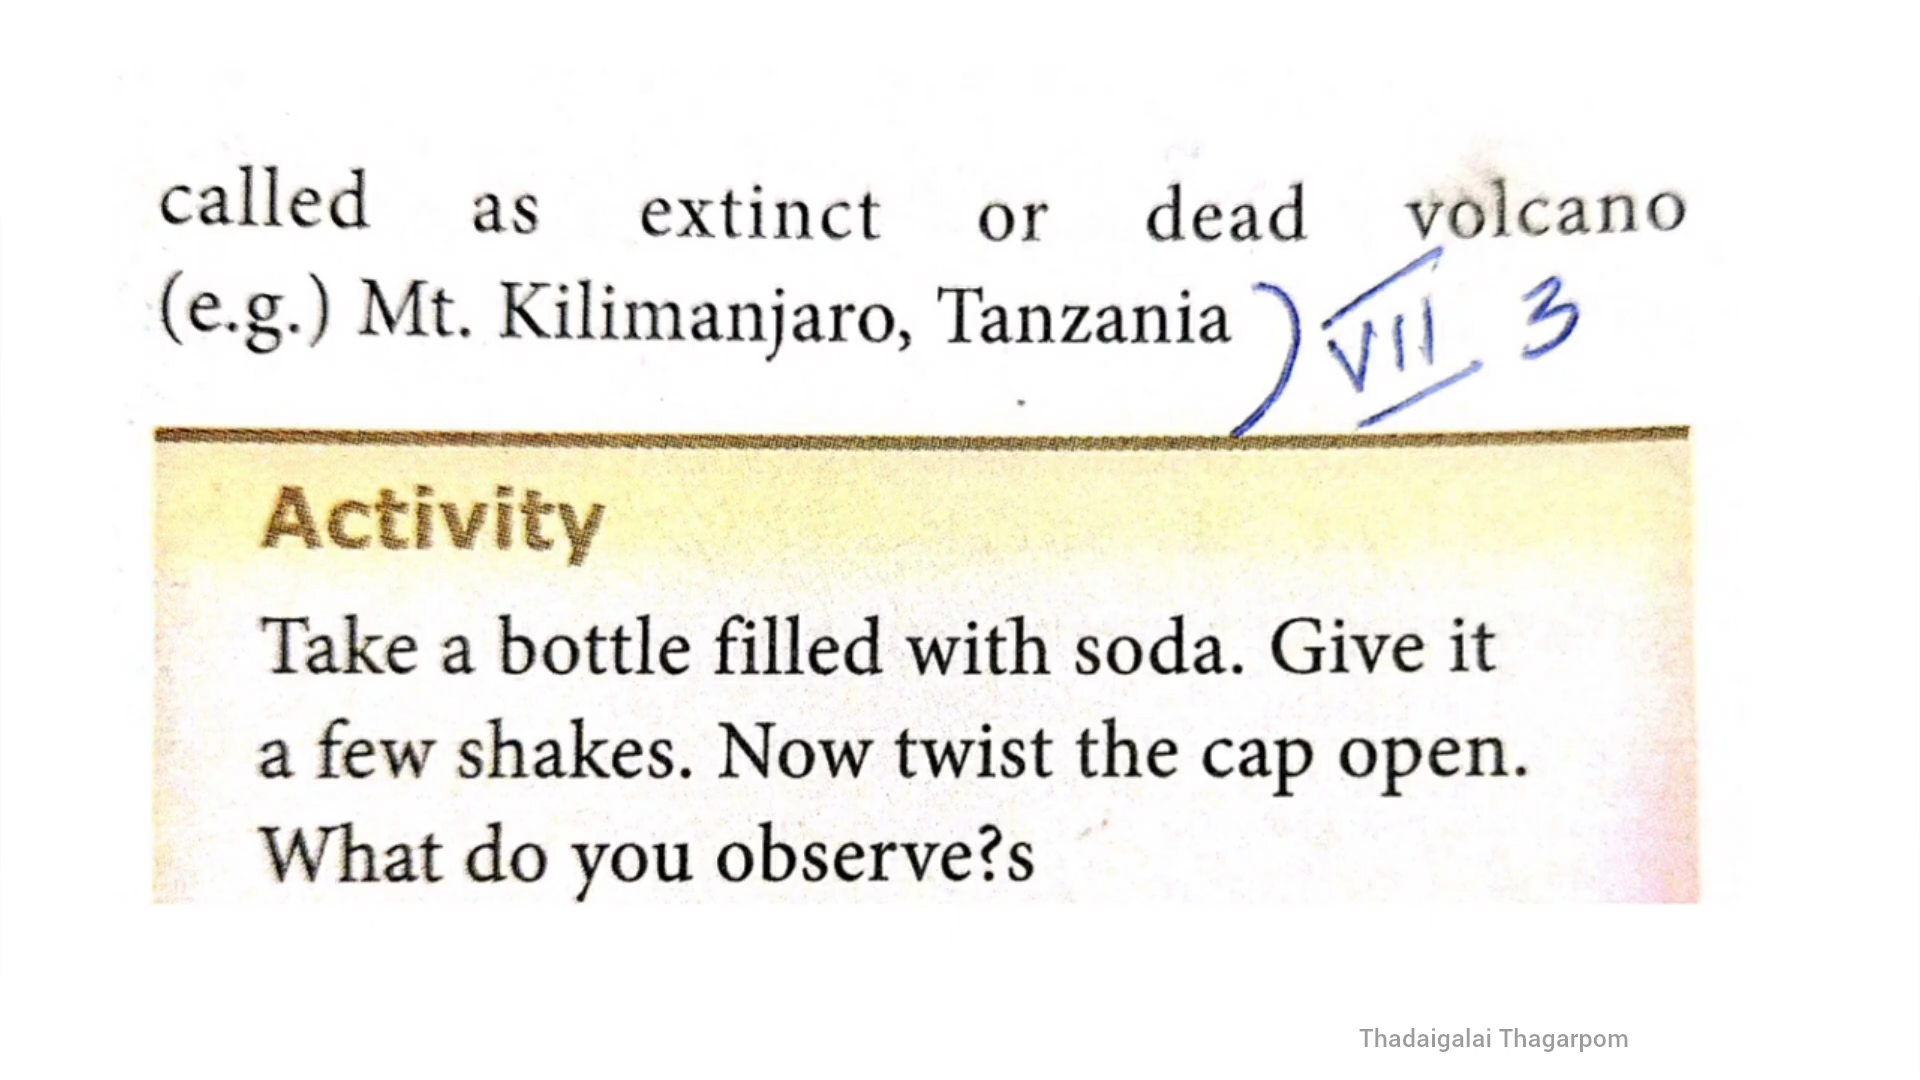 called as extinct or dead volcano
(e.g.) Mt. Kilimanjaro, Tanzania ) VII 3
Activity
Take a bottle filled with soda. Give it
a few shakes. Now twist the cap open.
What do you observe?s
Thadaigalai Thagarpom